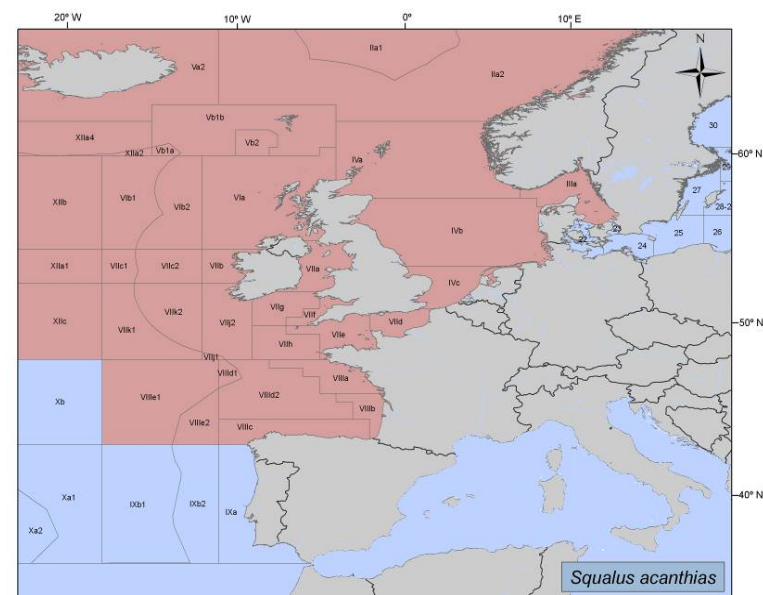 20° W 10° W 0° 10° E
N
IIa1
Va2
IIa2
Vb1b
30
XIIa4
Vb2
Vb1a
XIIa2
IVa
60° N
IIIa
27
28-2
XIIb
VIb1
VIb2
VIa
IVb
22
23
24
25
26
XIIa1
VIIc1
VIIc2
VIIb
VIIa
IVc
XIIc
VIIk1
VIIk2
VIIj2
VIIg
VIIf
VIIe
VIId
50° N
VIIh
VIIj1
VIIId1
VIIIa
Xb
VIIIe1
VIIId2
VIIIb
VIIIe2
VIIIc
Xa1
IXb1
IXb2
IXa
40° N
Xa2
Squalus acanthias